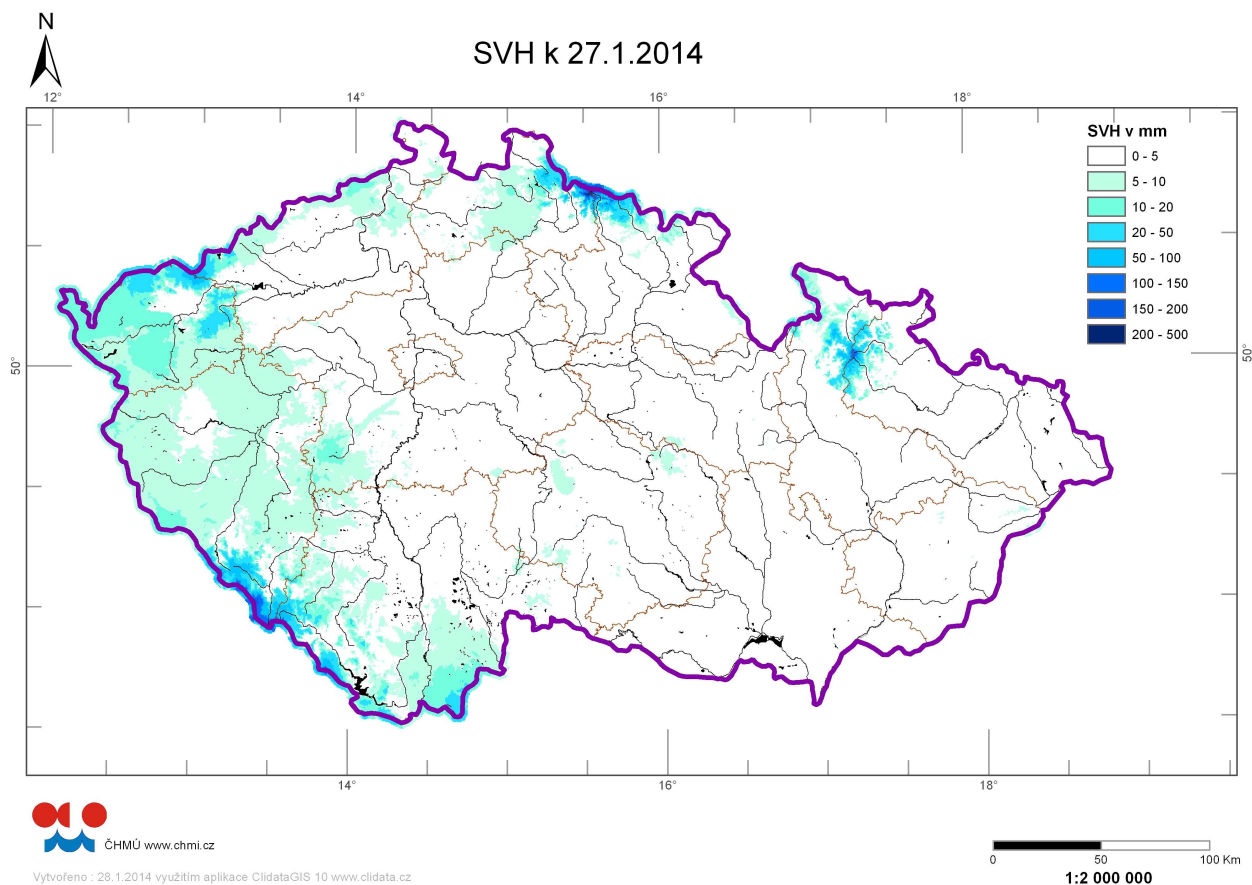 N
SVH k 27.1.2014
12°
14°
16°
18°
SVH v mm
0 - 5
5 - 10
10 - 20
20 - 50
50 - 100
100 - 150
150 - 200
200 - 500
50°
50°
14°
16°
18°
ČHMÚ www.chmi.cz
0
50
100 Km
1:2 000 000
Vytvořeno : 28.1.2014 využitím aplikace ClidataGIS 10 www.clidata.cz